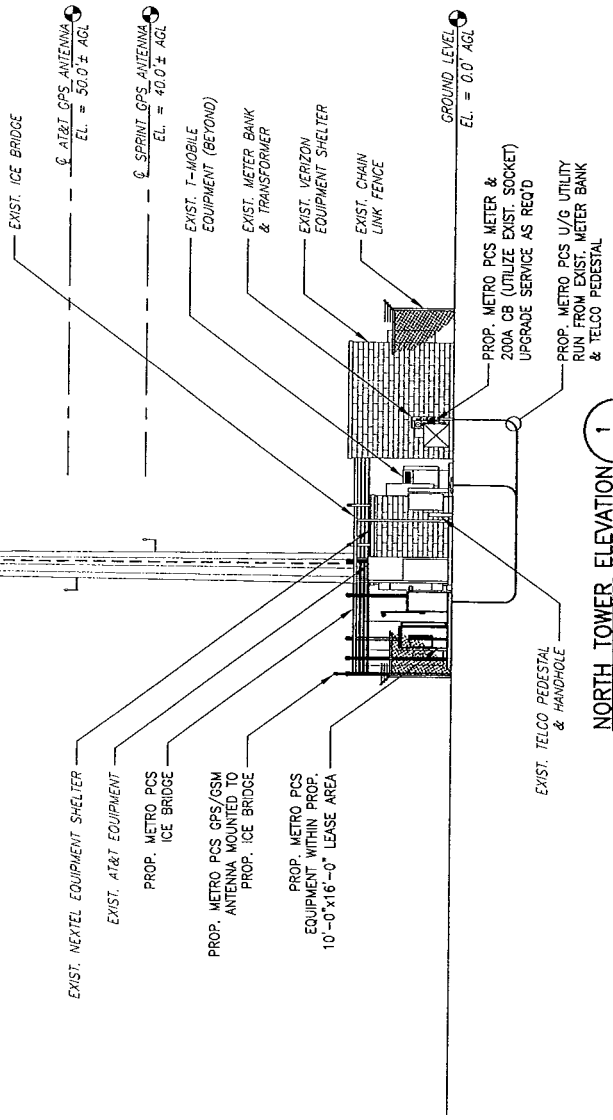 EXIST. NEXTEL EQUIPMENT SHELTER
EXIST. AT&T EQUIPMENT
PROP. METRO PCS
ICE BRIDGE
PROP. METRO PCS GPS/GSM
ANTENNA MOUNTED TO
PROP. ICE BRIDGE
PROP. METRO PCS
EQUIPMENT WITHIN PROP.
10'-0"x16'-0" LEASE AREA
EXIST. ICE BRIDGE
℄ AT&T GPS ANTENNA
EL. = 50.0'± AGL
℄ SPRINT GPS ANTENNA
EL. = 40.0'± AGL
EXIST. T-MOBILE
EQUIPMENT (BEYOND)
EXIST. METER BANK
& TRANSFORMER
EXIST. VERIZON
EQUIPMENT SHELTER
EXIST. CHAIN
LINK FENCE
GROUND LEVEL
EL. = 0.0' AGL
PROP. METRO PCS METER &
200A CB (UTILIZE EXIST. SOCKET)
UPGRADE SERVICE AS REQ'D
PROP. METRO PCS U/G UTILITY
RUN FROM EXIST. METER BANK
& TELCO PEDESTAL
EXIST. TELCO PEDESTAL
& HANDHOLE
NORTH TOWER ELEVATION
1